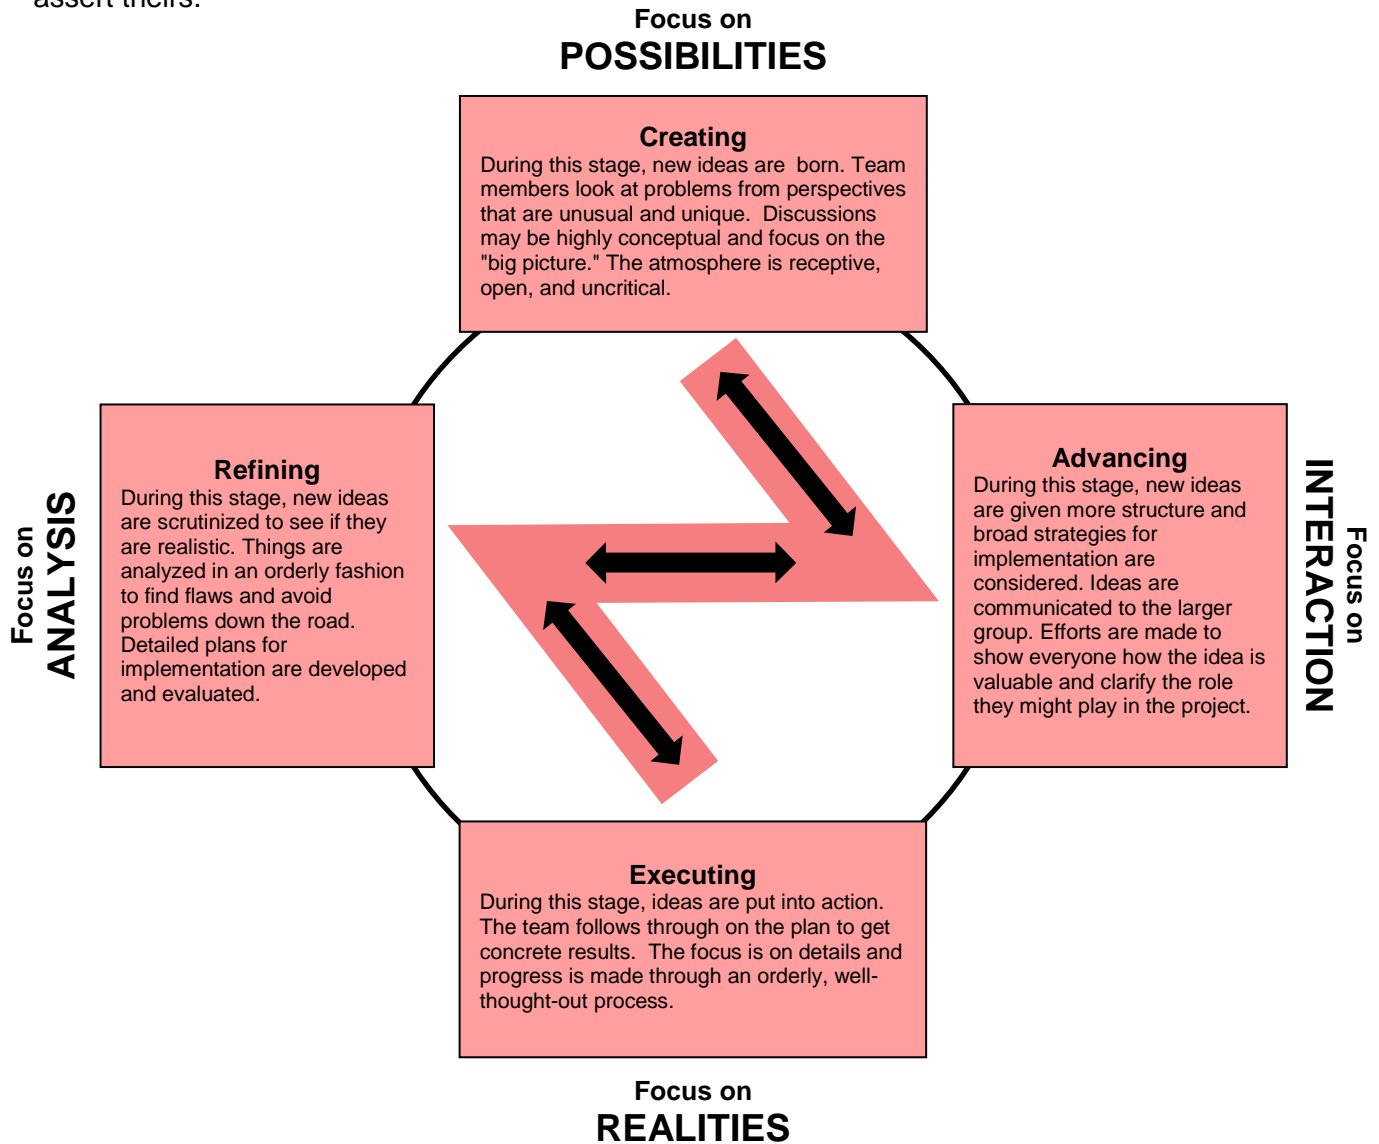 assert theirs.
Focus on
POSSIBILITIES
Creating
During this stage, new ideas are  born. Team
members look at problems from perspectives
that are unusual and unique.  Discussions
may be highly conceptual and focus on the
"big picture." The atmosphere is receptive,
open, and uncritical.
Focus on
ANALYSIS
Refining
During this stage, new ideas
are scrutinized to see if they
are realistic. Things are
analyzed in an orderly fashion
to find flaws and avoid
problems down the road.
Detailed plans for
implementation are developed
and evaluated.
Advancing
During this stage, new ideas
are given more structure and
broad strategies for
implementation are
considered. Ideas are
communicated to the larger
group. Efforts are made to
show everyone how the idea is
valuable and clarify the role
they might play in the project.
Focus on
INTERACTION
Executing
During this stage, ideas are put into action.
The team follows through on the plan to get
concrete results.  The focus is on details and
progress is made through an orderly, well-
thought-out process.
Focus on
REALITIES